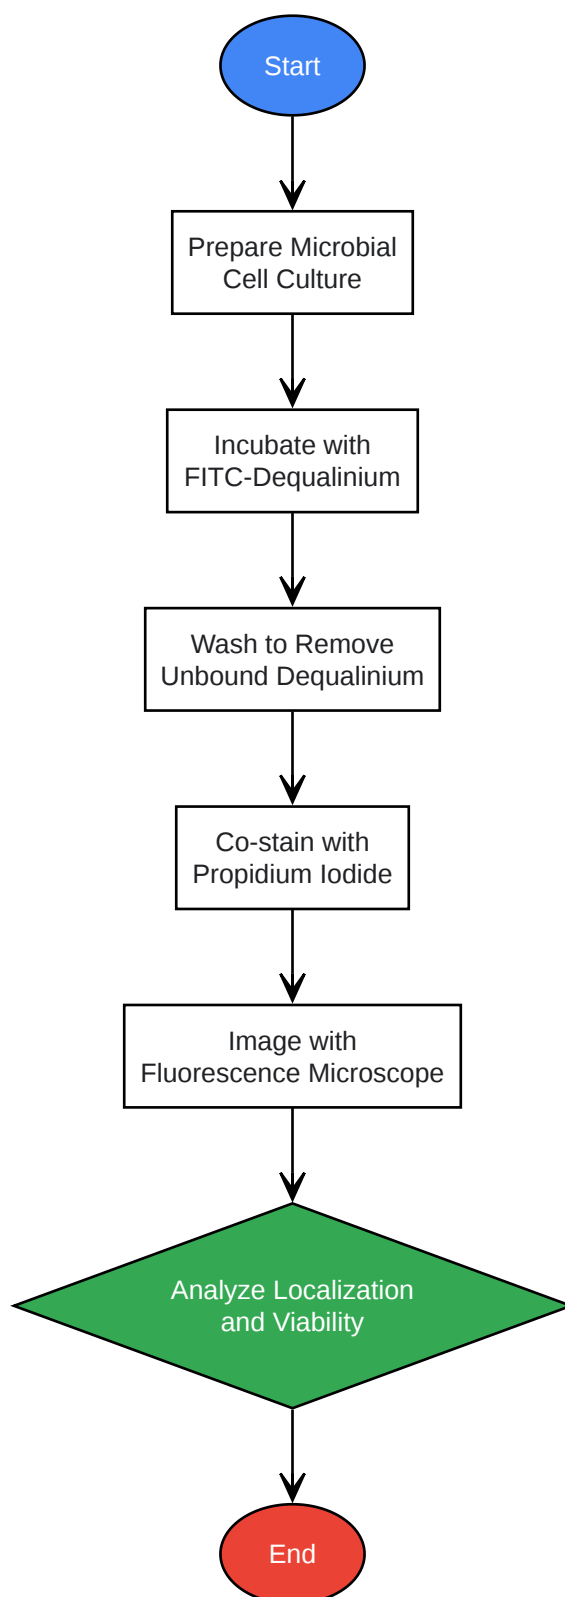 Start
Prepare Microbial
Cell Culture
Incubate with
FITC-Dequalinium
Wash to Remove
Unbound Dequalinium
Co-stain with
Propidium Iodide
Image with
Fluorescence Microscope
Analyze Localization
and Viability
End